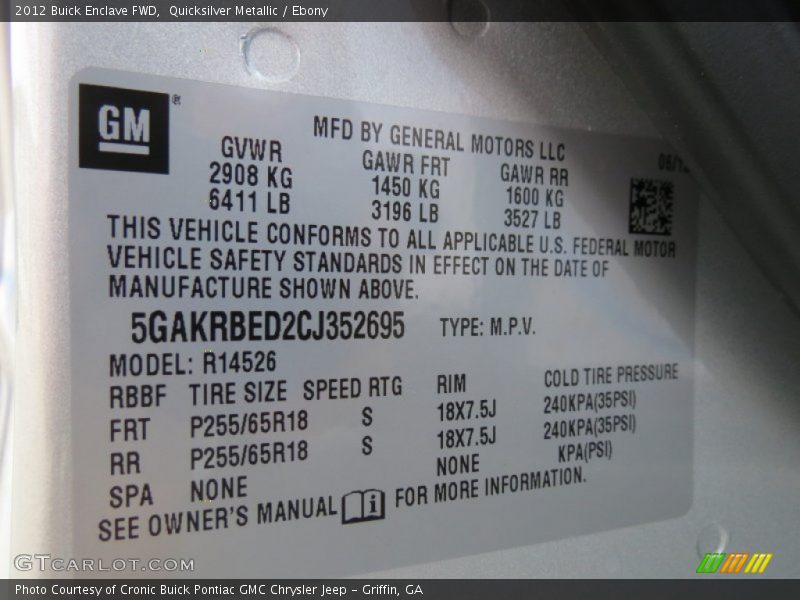 2012 Buick Enclave FWD, Quicksilver Metallic / Ebony
GM ®
MFD BY GENERAL MOTORS LLC
GVWR GAWR FRT GAWR RR
2908 KG 1450 KG 1600 KG
6411 LB 3196 LB 3527 LB
THIS VEHICLE CONFORMS TO ALL APPLICABLE U.S. FEDERAL MOTOR
VEHICLE SAFETY STANDARDS IN EFFECT ON THE DATE OF
MANUFACTURE SHOWN ABOVE.
5GAKRBED2CJ352695 TYPE: M.P.V.
MODEL: R14526
RBBF TIRE SIZE SPEED RTG RIM COLD TIRE PRESSURE
FRT P255/65R18 S 18X7.5J 240KPA(35PSI)
RR P255/65R18 S 18X7.5J 240KPA(35PSI)
SPA NONE NONE KPA(PSI)
SEE OWNER'S MANUAL i FOR MORE INFORMATION.
GTCARLOT.COM
Photo Courtesy of Cronic Buick Pontiac GMC Chrysler Jeep - Griffin, GA